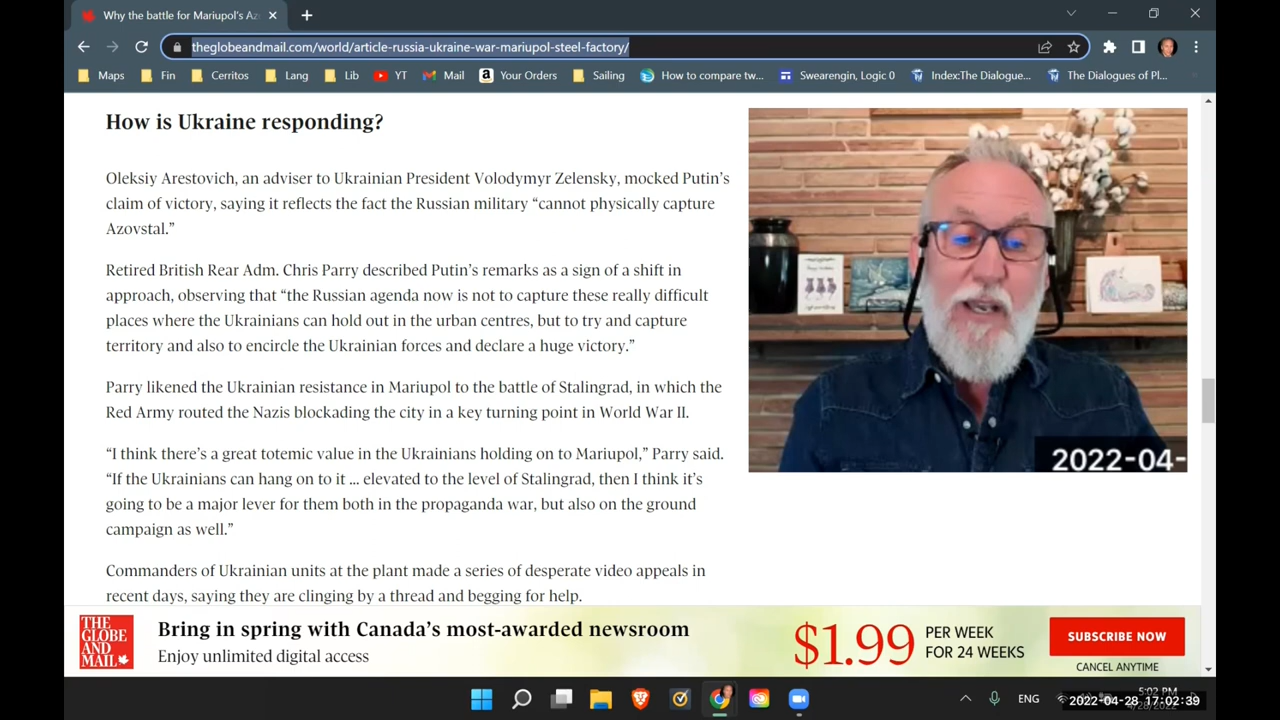 Why the battle for Mariupol's Az
theglobeandmail.com/world/article-russia-ukraine-war-mariupol-steel-factory/
Maps Fin Cerritos Lang Lib YT Mail Your Orders Sailing How to compare tw... Swearengin, Logic 0 Index:The Dialogue... The Dialogues of Pl...
How is Ukraine responding?
Oleksiy Arestovich, an adviser to Ukrainian President Volodymyr Zelensky, mocked Putin's
claim of victory, saying it reflects the fact the Russian military “cannot physically capture
Azovstal.”
Retired British Rear Adm. Chris Parry described Putin's remarks as a sign of a shift in
approach, observing that “the Russian agenda now is not to capture these really difficult
places where the Ukrainians can hold out in the urban centres, but to try and capture
territory and also to encircle the Ukrainian forces and declare a huge victory.”
Parry likened the Ukrainian resistance in Mariupol to the battle of Stalingrad, in which the
Red Army routed the Nazis blockading the city in a key turning point in World War II.
“I think there's a great totemic value in the Ukrainians holding on to Mariupol,” Parry said.
“If the Ukrainians can hang on to it ... elevated to the level of Stalingrad, then I think it's
going to be a major lever for them both in the propaganda war, but also on the ground
campaign as well.”
Commanders of Ukrainian units at the plant made a series of desperate video appeals in
recent days, saying they are clinging by a thread and begging for help.
2022-04-
THE
GLOBE
AND
MAIL
Bring in spring with Canada's most-awarded newsroom
Enjoy unlimited digital access
$1.99
PER WEEK
FOR 24 WEEKS
SUBSCRIBE NOW
CANCEL ANYTIME
ENG
5:02 PM
2022-04-28 17:02:39